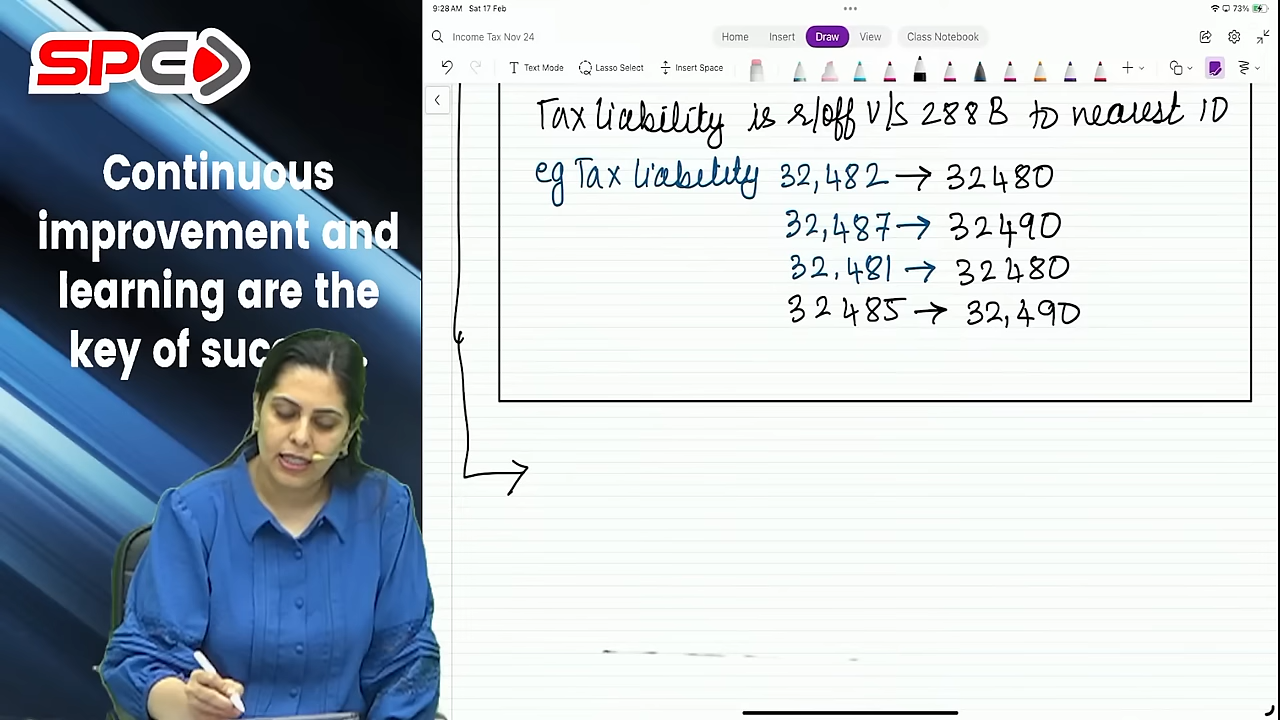 SPE
Continuous
improvement and
learning are the
key of suc
9:28 AM Sat 17 Feb
73%
Income Tax Nov 24
Home Insert Draw View Class Notebook
Text Mode Lasso Select Insert Space
Tax liability is r/off v/s 288B to nearest 10
eg Tax liability 32,482 → 32480
32,487 → 32490
32,481 → 32480
32485 → 32,490